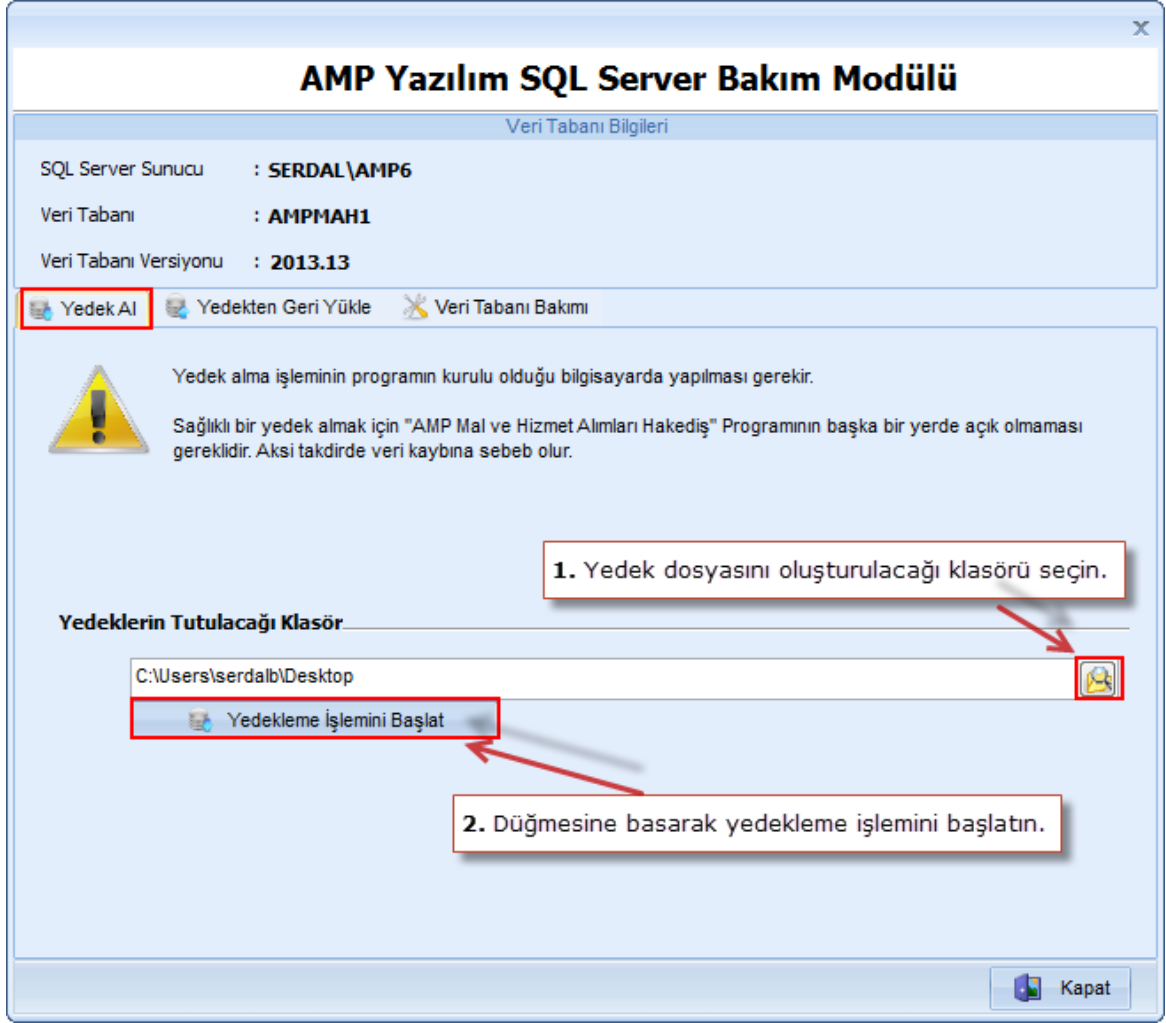 x
AMP Yazılım SQL Server Bakım Modülü
Veri Tabanı Bilgileri
SQL Server Sunucu : SERDAL\AMP6
Veri Tabanı : AMPMAH1
Veri Tabanı Versiyonu : 2013.13
Yedek Al Yedekten Geri Yükle Veri Tabanı Bakımı
Yedek alma işleminin programın kurulu olduğu bilgisayarda yapılması gerekir.
Sağlıklı bir yedek almak için "AMP Mal ve Hizmet Alımları Hakediş" Programının başka bir yerde açık olmaması
gereklidir. Aksi takdirde veri kaybına sebeb olur.
1. Yedek dosyasını oluşturulacağı klasörü seçin.
Yedeklerin Tutulacağı Klasör
C:\Users\serdalb\Desktop
Yedekleme İşlemini Başlat
2. Düğmesine basarak yedekleme işlemini başlatın.
Kapat